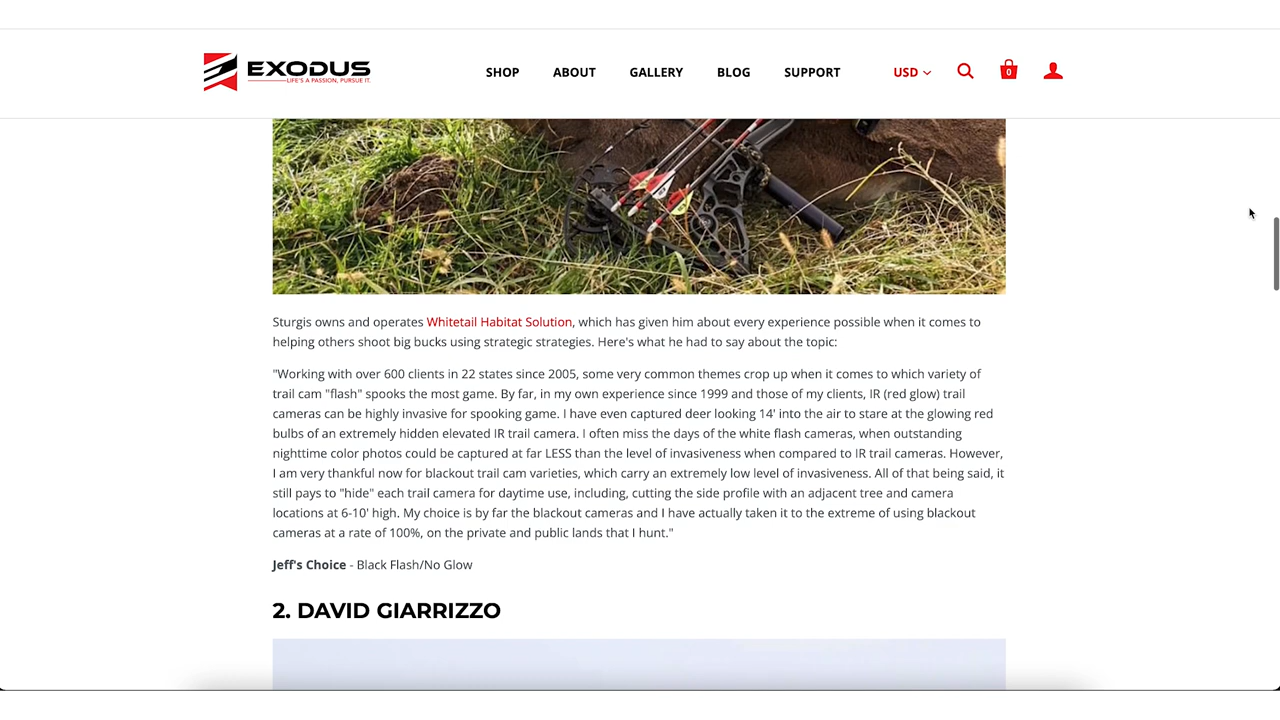 EXODUS
LIFE'S A PASSION, PURSUE IT.
SHOP ABOUT GALLERY BLOG SUPPORT USD 0
Sturgis owns and operates Whitetail Habitat Solution, which has given him about every experience possible when it comes to
helping others shoot big bucks using strategic strategies. Here's what he had to say about the topic:
"Working with over 600 clients in 22 states since 2005, some very common themes crop up when it comes to which variety of
trail cam "flash" spooks the most game. By far, in my own experience since 1999 and those of my clients, IR (red glow) trail
cameras can be highly invasive for spooking game. I have even captured deer looking 14' into the air to stare at the glowing red
bulbs of an extremely hidden elevated IR trail camera. I often miss the days of the white flash cameras, when outstanding
nighttime color photos could be captured at far LESS than the level of invasiveness when compared to IR trail cameras. However,
I am very thankful now for blackout trail cam varieties, which carry an extremely low level of invasiveness. All of that being said, it
still pays to "hide" each trail camera for daytime use, including, cutting the side profile with an adjacent tree and camera
locations at 6-10' high. My choice is by far the blackout cameras and I have actually taken it to the extreme of using blackout
cameras at a rate of 100%, on the private and public lands that I hunt."
Jeff's Choice - Black Flash/No Glow
2. DAVID GIARRIZZO